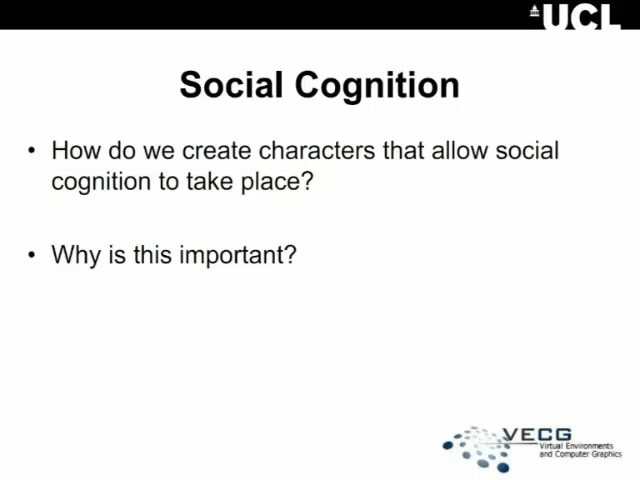 UCL
Social Cognition
• How do we create characters that allow social
cognition to take place?
• Why is this important?
VECG
Virtual Environments
and Computer Graphics